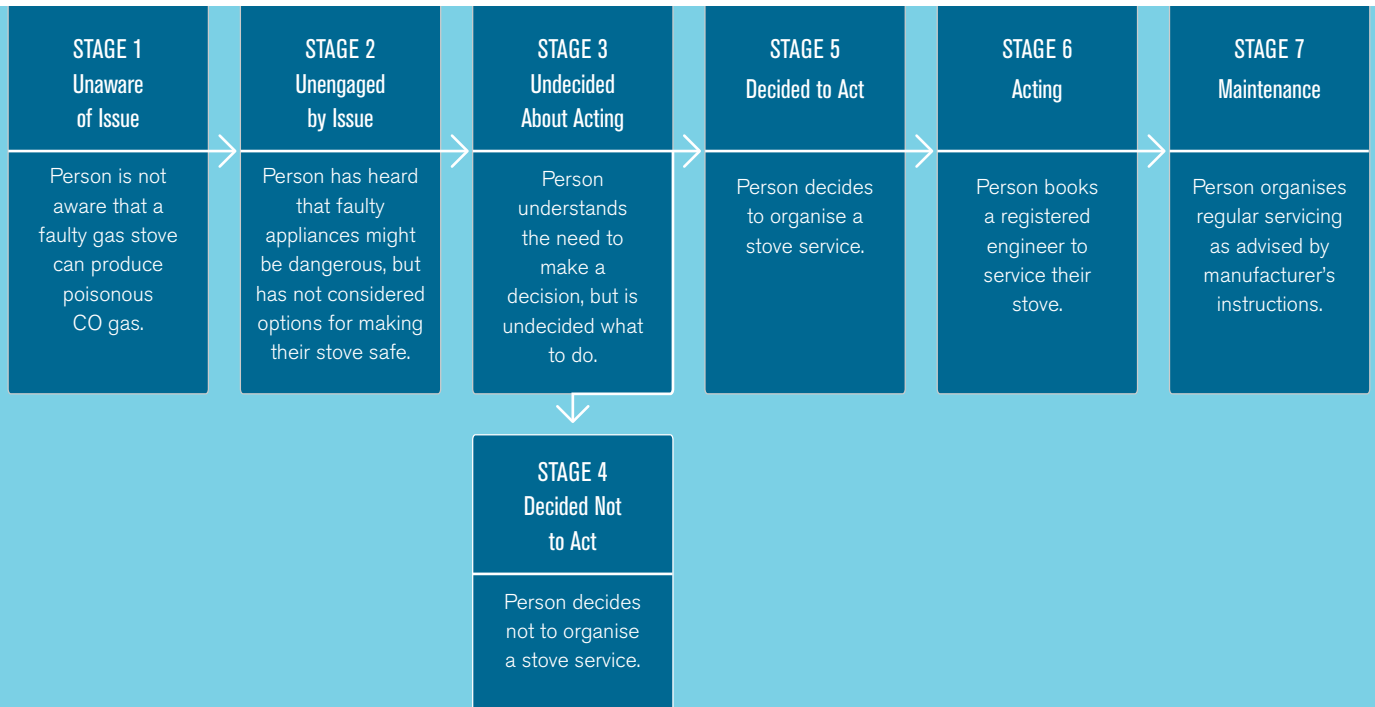 STAGE 1
Unaware
of Issue
Person is not
aware that a
faulty gas stove
can produce
poisonous
CO gas.
STAGE 2
Unengaged
by Issue
Person has heard
that faulty
appliances might
be dangerous, but
has not considered
options for making
their stove safe.
STAGE 3
Undecided
About Acting
Person
understands
the need to
make a
decision, but is
undecided what
to do.
STAGE 4
Decided Not
to Act
Person decides
not to organise
a stove service.
STAGE 5
Decided to Act
Person decides
to organise a
stove service.
STAGE 6
Acting
Person books
a registered
engineer to
service their
stove.
STAGE 7
Maintenance
Person organises
regular servicing
as advised by
manufacturer's
instructions.